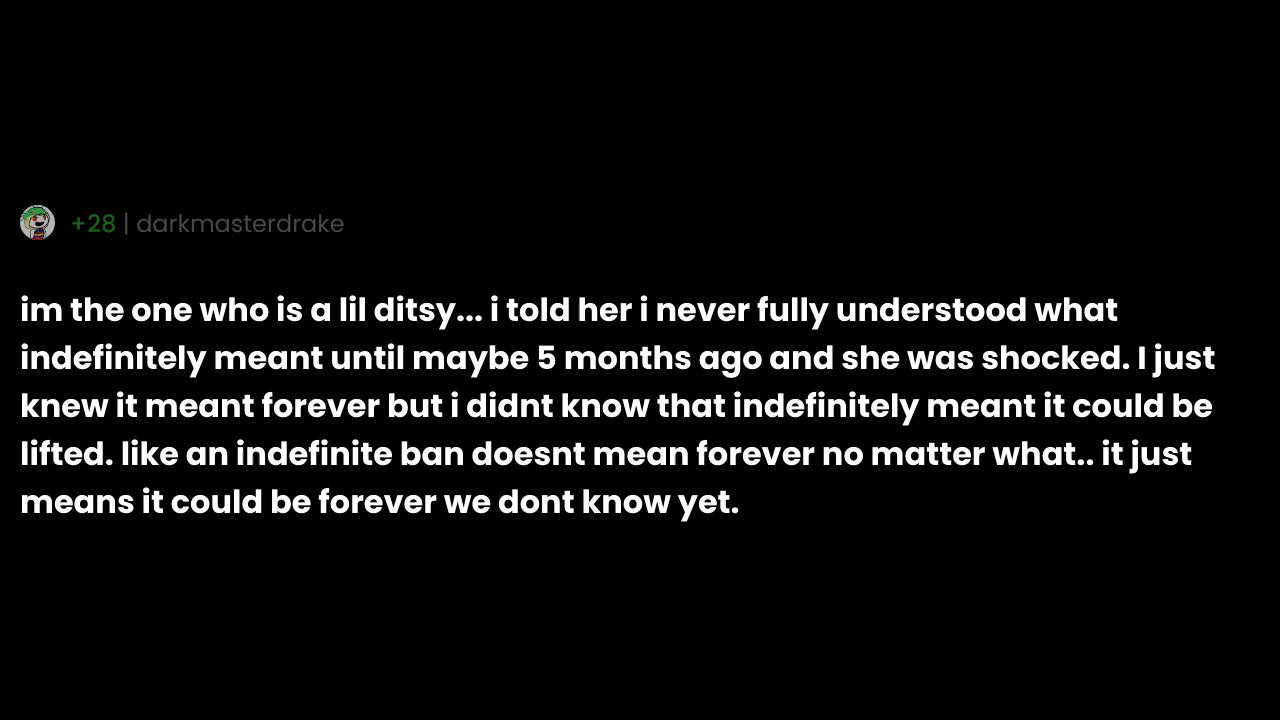 +28 | darkmasterdrake
im the one who is a lil ditsy... i told her i never fully understood what
indefinitely meant until maybe 5 months ago and she was shocked. I just
knew it meant forever but i didnt know that indefinitely meant it could be
lifted. like an indefinite ban doesnt mean forever no matter what.. it just
means it could be forever we dont know yet.